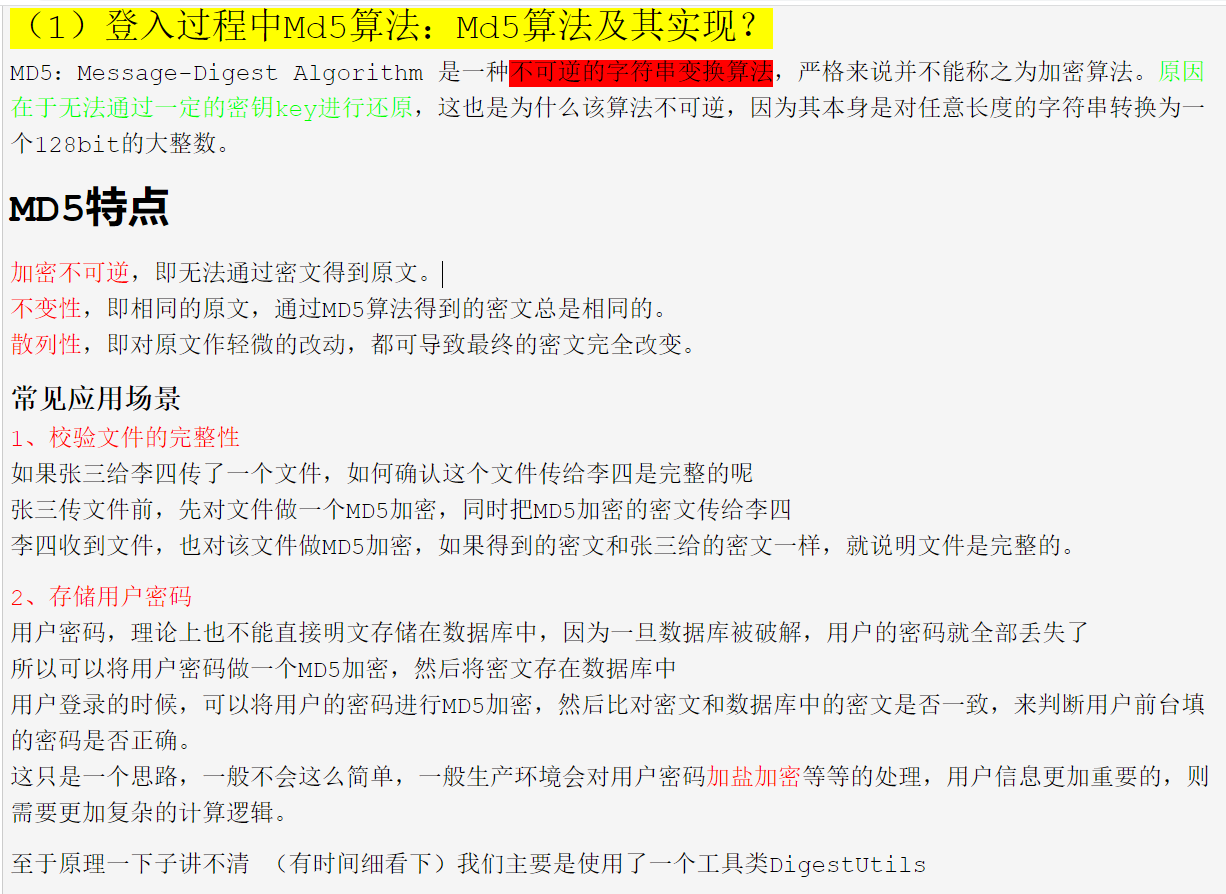 （1）登入过程中Md5算法：Md5算法及其实现？
MD5：Message-Digest Algorithm 是一种不可逆的字符串变换算法，严格来说并不能称之为加密算法。原因
在于无法通过一定的密钥key进行还原，这也是为什么该算法不可逆，因为其本身是对任意长度的字符串转换为一
个128bit的大整数。
MD5特点
加密不可逆，即无法通过密文得到原文。
不变性，即相同的原文，通过MD5算法得到的密文总是相同的。
散列性，即对原文作轻微的改动，都可导致最终的密文完全改变。
常见应用场景
1、校验文件的完整性
如果张三给李四传了一个文件，如何确认这个文件传给李四是完整的呢
张三传文件前，先对文件做一个MD5加密，同时把MD5加密的密文传给李四
李四收到文件，也对该文件做MD5加密，如果得到的密文和张三给的密文一样，就说明文件是完整的。
2、存储用户密码
用户密码，理论上也不能直接明文存储在数据库中，因为一旦数据库被破解，用户的密码就全部丢失了
所以可以将用户密码做一个MD5加密，然后将密文存在数据库中
用户登录的时候，可以将用户的密码进行MD5加密，然后比对密文和数据库中的密文是否一致，来判断用户前台填
的密码是否正确。
这只是一个思路，一般不会这么简单，一般生产环境会对用户密码加盐加密等等的处理，用户信息更加重要的，则
需要更加复杂的计算逻辑。
至于原理一下子讲不清 （有时间细看下）我们主要是使用了一个工具类DigestUtils